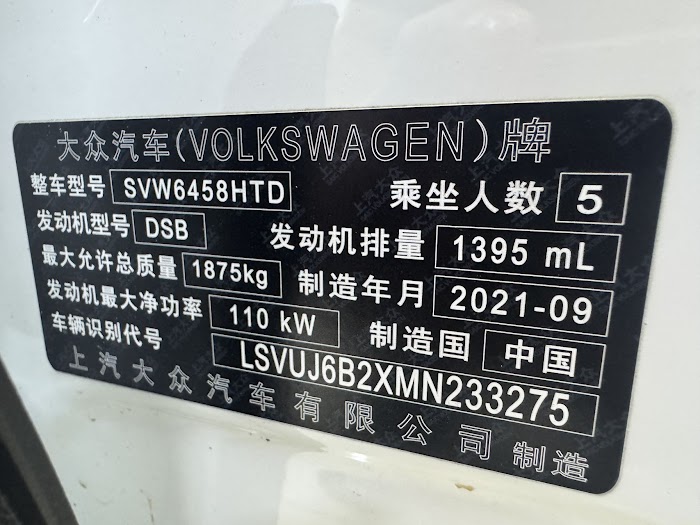 大众汽车(VOLKSWAGEN)牌
整车型号 SVW6458HTD 乘坐人数 5
发动机型号 DSB 发动机排量 1395 mL
最大允许总质量 1875kg 制造年月 2021-09
发动机最大净功率 110 kW 制造国 中国
车辆识别代号 LSVUJ6B2XMN233275
上汽大众汽车有限公司制造